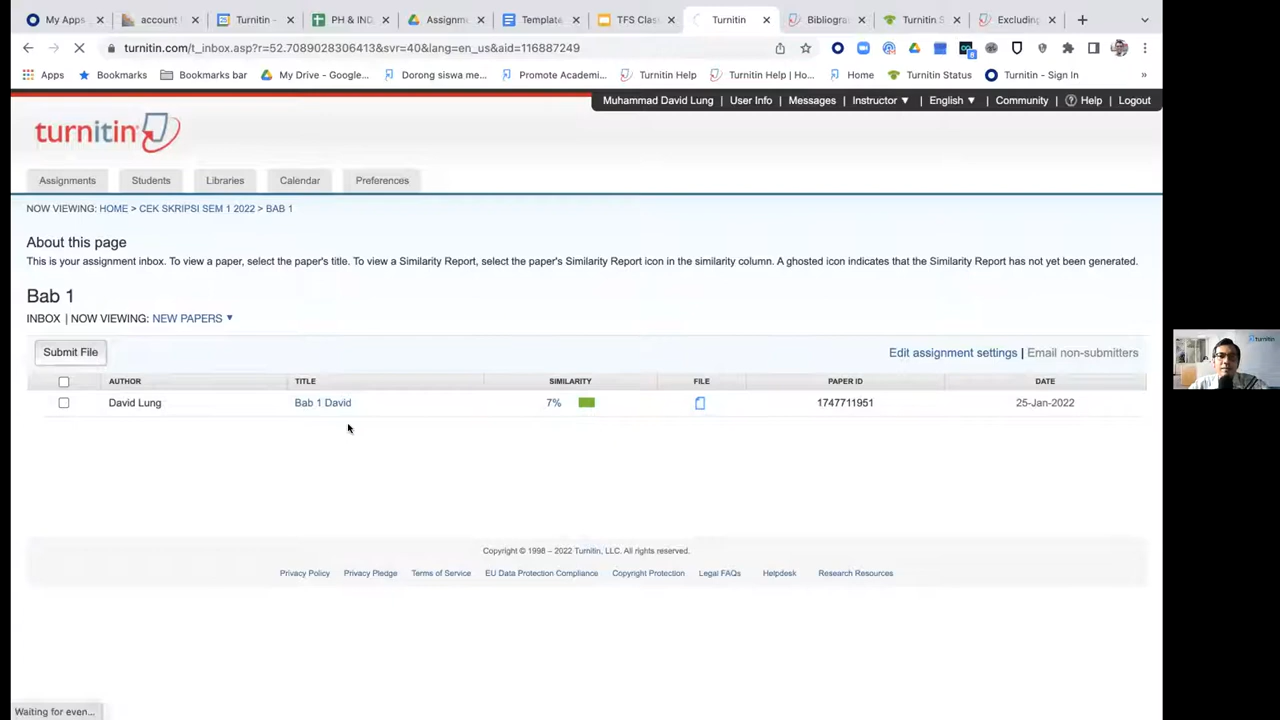 My Apps
account
Turnitin -
PH & IND
Assignm
Template
TFS Clas
Turnitin
Bibliogra
Turnitin S
Excluding
turnitin.com/t_inbox.asp?r=52.7089028306413&svr=40&lang=en_us&aid=116887249
Apps
Bookmarks
Bookmarks bar
My Drive - Google...
Dorong siswa me...
Promote Academi...
Turnitin Help
Turnitin Help | Ho...
Home
Turnitin Status
Turnitin - Sign In
»
Muhammad David Lung | User Info | Messages | Instructor ▼ | English ▼ | Community | ? Help | Logout
turnitin
Assignments
Students
Libraries
Calendar
Preferences
NOW VIEWING: HOME > CEK SKRIPSI SEM 1 2022 > BAB 1
About this page
This is your assignment inbox. To view a paper, select the paper's title. To view a Similarity Report, select the paper's Similarity Report icon in the similarity column. A ghosted icon indicates that the Similarity Report has not yet been generated.
Bab 1
INBOX | NOW VIEWING: NEW PAPERS ▼
Submit File
Edit assignment settings | Email non-submitters
AUTHOR TITLE SIMILARITY FILE PAPER ID DATE
David Lung Bab 1 David 7% 1747711951 25-Jan-2022
Copyright © 1998 – 2022 Turnitin, LLC. All rights reserved.
Privacy Policy Privacy Pledge Terms of Service EU Data Protection Compliance Copyright Protection Legal FAQs Helpdesk Research Resources
turnitin
Waiting for even...